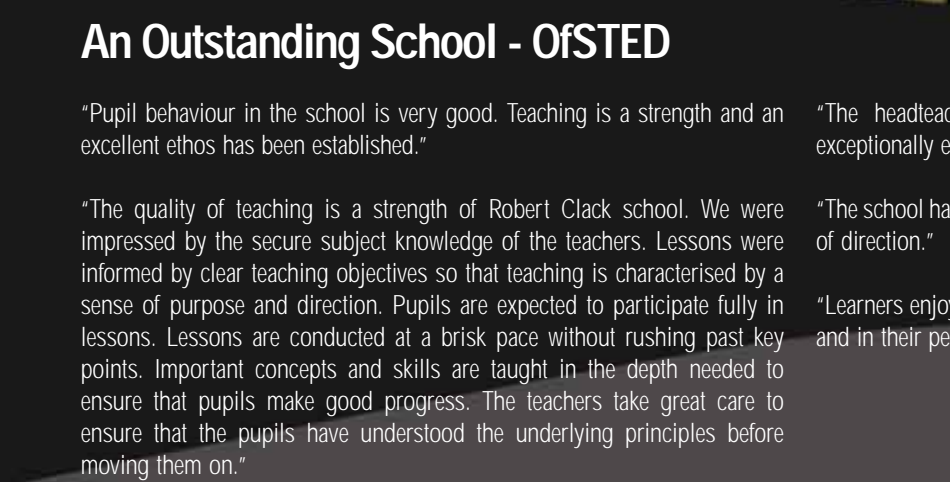 An Outstanding School - OfSTED
“Pupil behaviour in the school is very good. Teaching is a strength and an
excellent ethos has been established.”
“The quality of teaching is a strength of Robert Clack school. We were
impressed by the secure subject knowledge of the teachers. Lessons were
informed by clear teaching objectives so that teaching is characterised by a
sense of purpose and direction. Pupils are expected to participate fully in
lessons. Lessons are conducted at a brisk pace without rushing past key
points. Important concepts and skills are taught in the depth needed to
ensure that pupils make good progress. The teachers take great care to
ensure that the pupils have understood the underlying principles before
moving them on.”
“The
exceptionally
“The school
of direction.”
“Learners
and in their